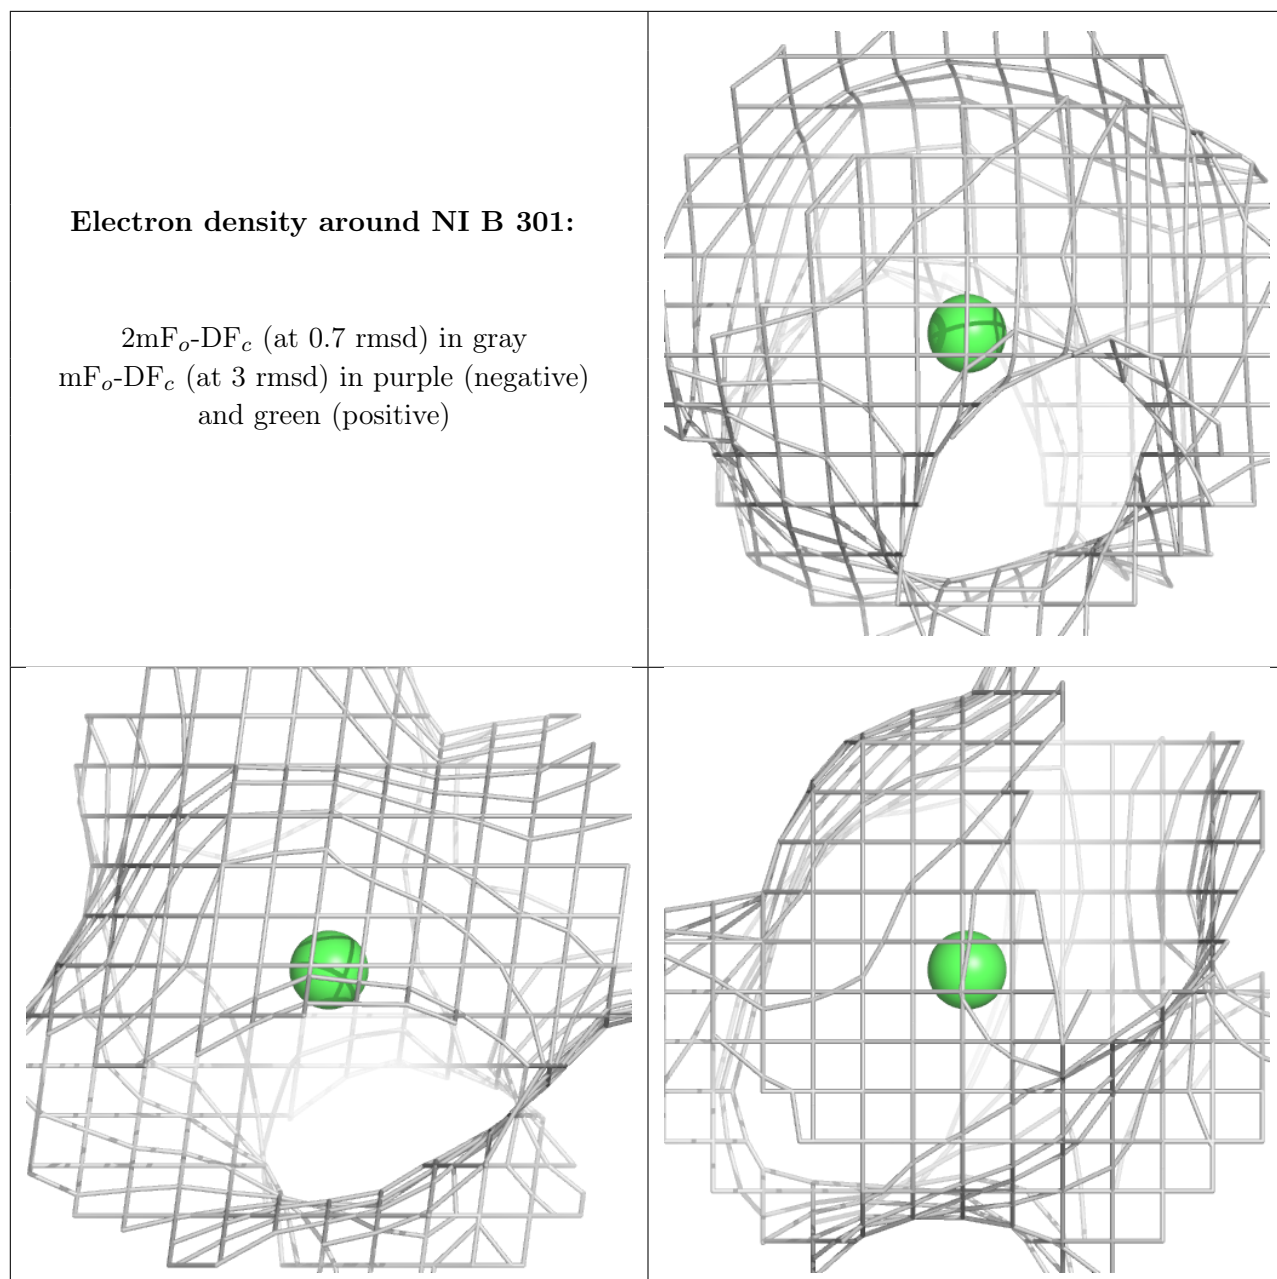 Electron density around NI B 301:
2mFo-DFc (at 0.7 rmsd) in gray
mFo-DFc (at 3 rmsd) in purple (negative)
and green (positive)